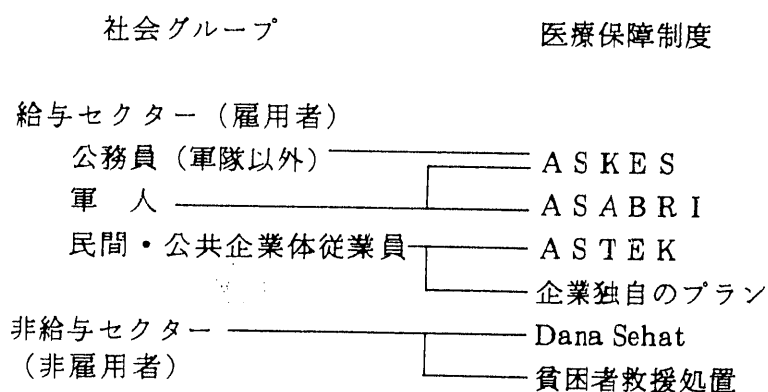 社会グループ 医療保障制度
給与セクター（雇用者）
公務員（軍隊以外） ASKES
軍 人 ASABRI
民間・公共企業体従業員 ASTEK
企業独自のプラン
非給与セクター Dana Sehat
（非雇用者） 貧困者救援処置